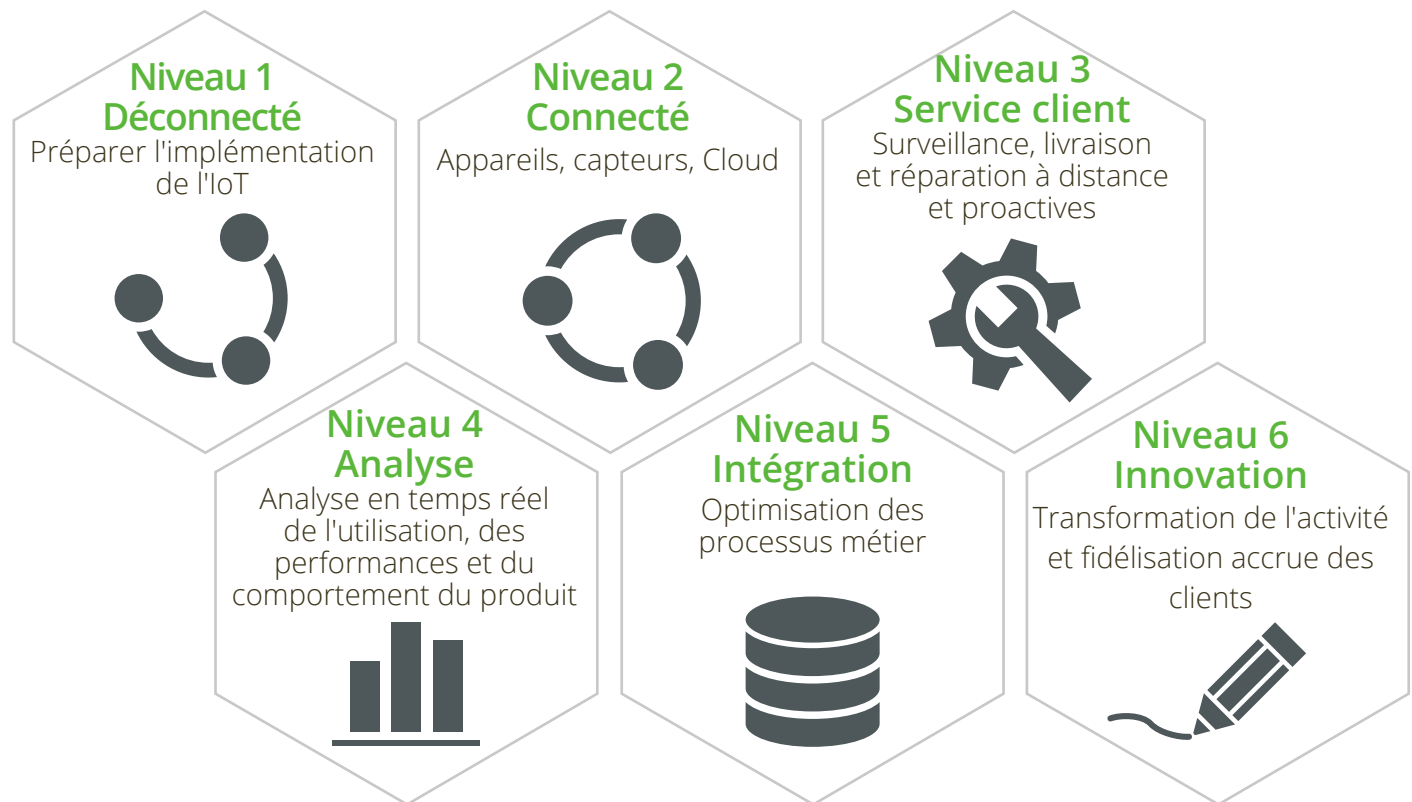 Niveau 1
Déconnecté
Préparer l'implémentation
de l'IoT
Niveau 2
Connecté
Appareils, capteurs, Cloud
Niveau 3
Service client
Surveillance, livraison
et réparation à distance
et proactives
Niveau 4
Analyse
Analyse en temps réel
de l'utilisation, des
performances et du
comportement du produit
Niveau 5
Intégration
Optimisation des
processus métier
Niveau 6
Innovation
Transformation de l'activité
et fidélisation accrue des
clients